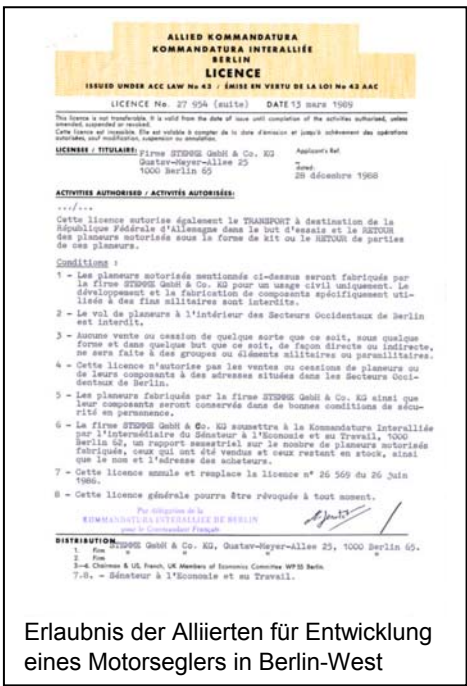 ALLIED KOMMANDATURA
KOMMANDATURA INTERALLIÉE
BERLIN
LICENCE
ISSUED UNDER ACC LAW No 43 / ÉMISE EN VERTU DE LA LOI No 43 AAC
LICENCE No. 27 954 (suite) DATE 13 mars 1989
This licence is not transferable. It is valid from the date of issue until completion of the activities authorised, unless
amended, suspended or revoked.
Cette licence est incessible. Elle est valable à compter de la date d'émission et jusqu'à achèvement des opérations
autorisées, sauf modification, suspension ou annulation.
LICENSEE / TITULAIRE: Firme STEMME GmbH & Co. KG Applicant's Ref.
Gustav-Meyer-Allee 25
1000 Berlin 65 dated:
28 décembre 1988
ACTIVITIES AUTHORISED / ACTIVITÉS AUTORISÉES:
.../...
Cette licence autorise également le TRANSPORT à destination de la
République Fédérale d'Allemagne dans le but d'essais et le RETOUR
des planeurs motorisés sous la forme de kit ou le RETOUR de parties
de ces planeurs.
Conditions :
1 - Les planeurs motorisés mentionnés ci-dessus seront fabriqués par
la firme STEMME GmbH & Co. KG pour un usage civil uniquement. Le
développement et la fabrication de composants spécifiquement uti-
lisés à des fins militaires sont interdits.
2 - Le vol de planeurs à l'intérieur des Secteurs Occidentaux de Berlin
est interdit.
3 - Aucune vente ou cession de quelque sorte que ce soit, sous quelque
forme et dans quelque but que ce soit, de façon directe ou indirecte,
ne sera faite à des groupes ou éléments militaires ou paramilitaires.
4 - Cette licence n'autorise pas les ventes ou cessions de planeurs ou
de leurs composants à des adresses situées dans les Secteurs Occi-
dentaux de Berlin.
5 - Les planeurs fabriqués par la firme STEMME GmbH & Co. KG ainsi que
leur composants seront conservés dans de bonnes conditions de sécu-
rité en permanence.
6 - La firme STEMME GmbH & Co. KG soumettra à la Kommandatura Interalliée
par l'intermédiaire du Sénateur à l'Economie et au Travail, 1000
Berlin 62, un rapport semestriel sur le nombre de planeurs motorisés
fabriqués, ceux qui ont été vendus et ceux restant en stock, ainsi
que le nom et l'adresse des acheteurs.
7 - Cette licence annule et remplace la licence n° 26 569 du 26 juin
1986.
8 - Cette licence générale pourra être révoquée à tout moment.
Par délégation de la
KOMMANDATURA INTERALLIEE DE BERLIN
pour le Commandant Français
DISTRIBUTION
1. Firm STEMME GmbH & Co. KG, Gustav-Meyer-Allee 25, 1000 Berlin 65.
2. Firm " " "
3-6. Chairman & US, French, UK Members of Economics Committee WP 53 Berlin
7.8. - Sénateur à l'Economie et au Travail.
Erlaubnis der Alliierten für Entwicklung
eines Motorseglers in Berlin-West